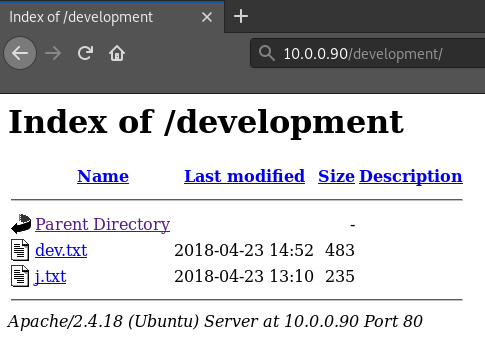 Index of /development
10.0.0.90/development/
Index of /development
Name Last modified Size Description
Parent Directory -
dev.txt 2018-04-23 14:52 483
j.txt 2018-04-23 13:10 235
Apache/2.4.18 (Ubuntu) Server at 10.0.0.90 Port 80